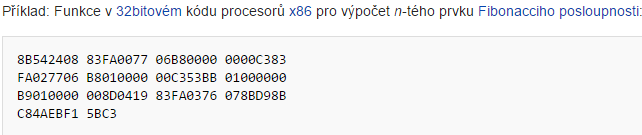 Příklad: Funkce v 32bitovém kódu procesorů x86 pro výpočet n-tého prvku Fibonacciho posloupnosti:
8B542408 83FA0077 06B80000 0000C383
FA027706 B8010000 00C353BB 01000000
B9010000 008D0419 83FA0376 078BD98B
C84AEBF1 5BC3